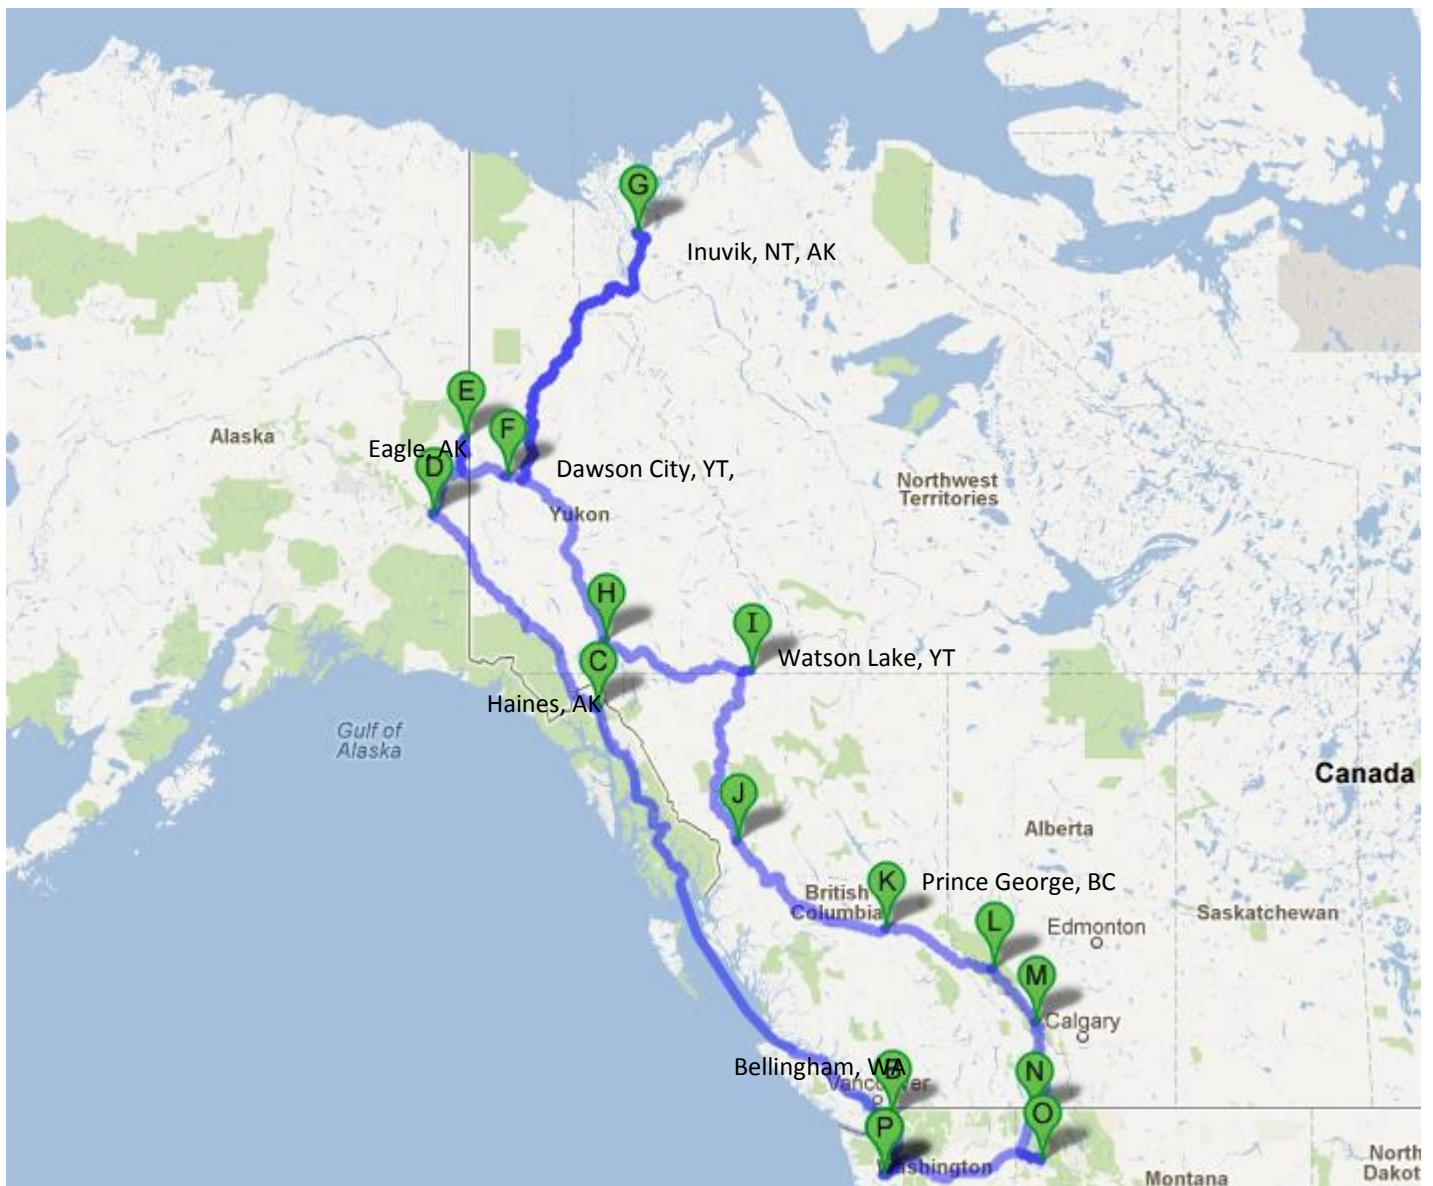 G
Inuvik, NT, AK
E
F
Alaska
Eagle, AK
D
Dawson City, YT,
Northwest
Territories
Yukon
H
I
C
Watson Lake, YT
Haines, AK
Gulf of
Alaska
Canada
J
Alberta
K
Prince George, BC
British
Columbia
L
Saskatchewan
Edmonton
M
Calgary
Bellingham, WA
B
N
Vancouver
O
P
Washington
North
Dakot
Montana